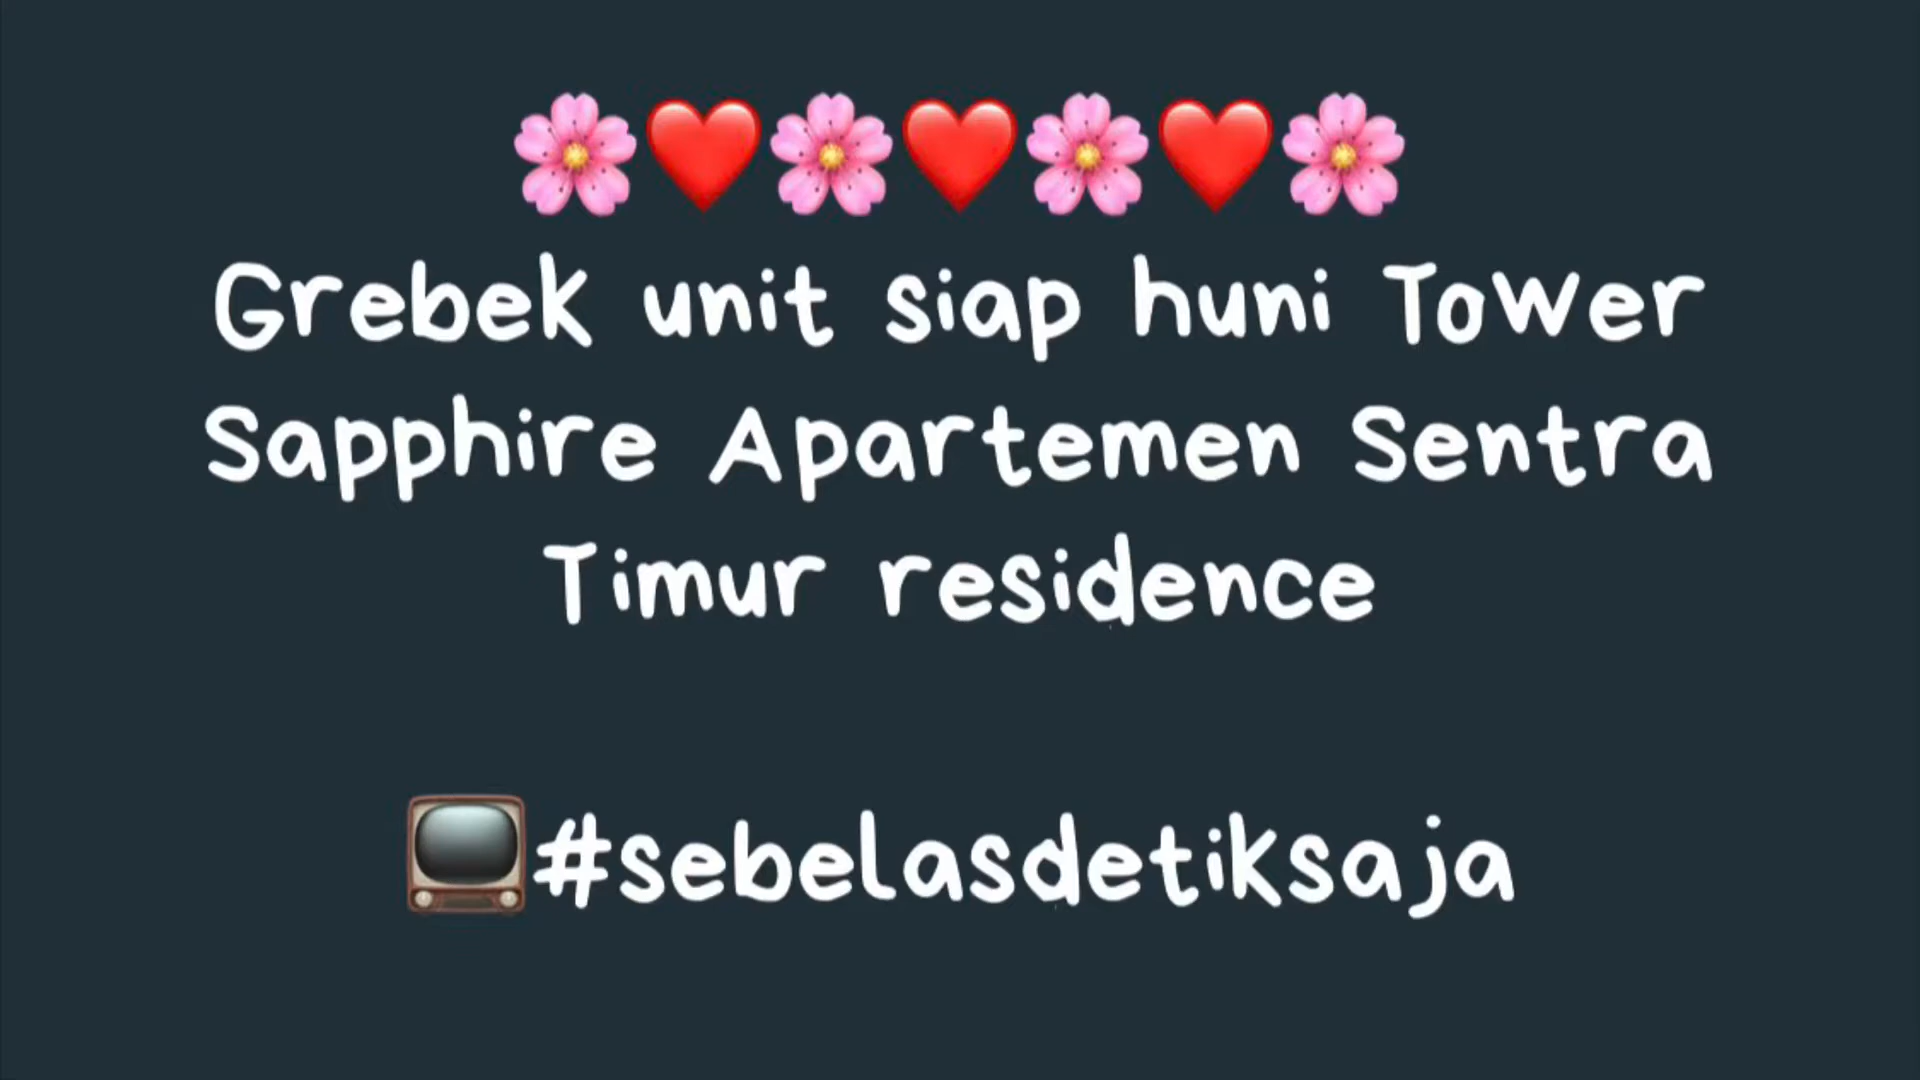 🌸❤️🌸❤️🌸❤️🌸
Grebek unit siap huni Tower
Sapphire Apartemen Sentra
Timur residence
📺#sebelasdetiksaja